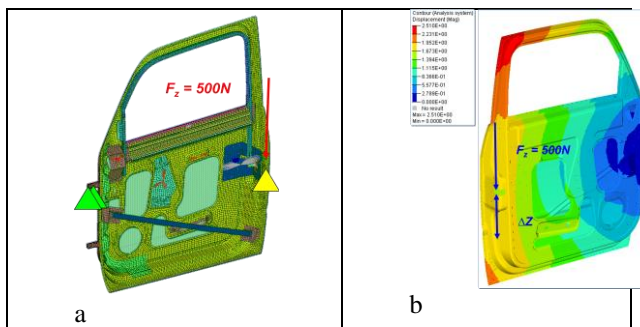 F_z = 500N
a
Contour (Analysis system)
Displacement (Mag)
2.510E+00
2.231E+00
1.952E+00
1.673E+00
1.394E+00
1.115E+00
8.368E-01
5.577E-01
2.789E-01
0.000E+00
No result
Max = 2.510E+00
Min = 0.000E+00
F_z = 500N
ΔZ
b